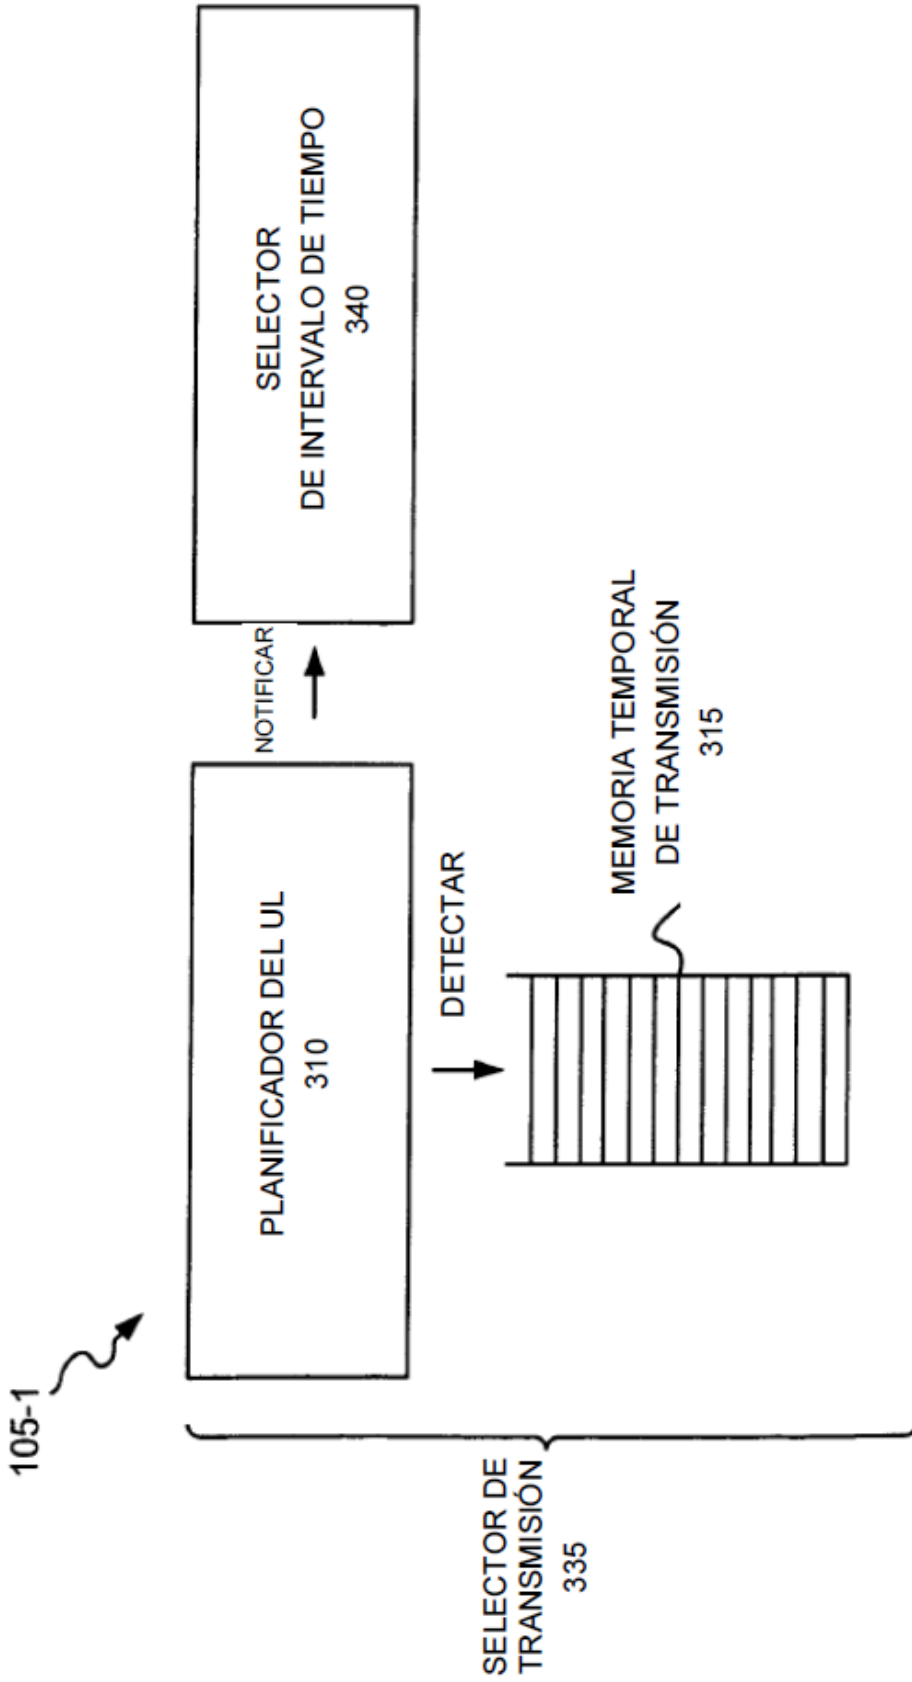 105-1
PLANIFICADOR DEL UL
310
NOTIFICAR
SELECTOR
DE INTERVALO DE TIEMPO
340
DETECTAR
MEMORIA TEMPORAL
DE TRANSMISIÓN
315
SELECTOR DE
TRANSMISIÓN
335